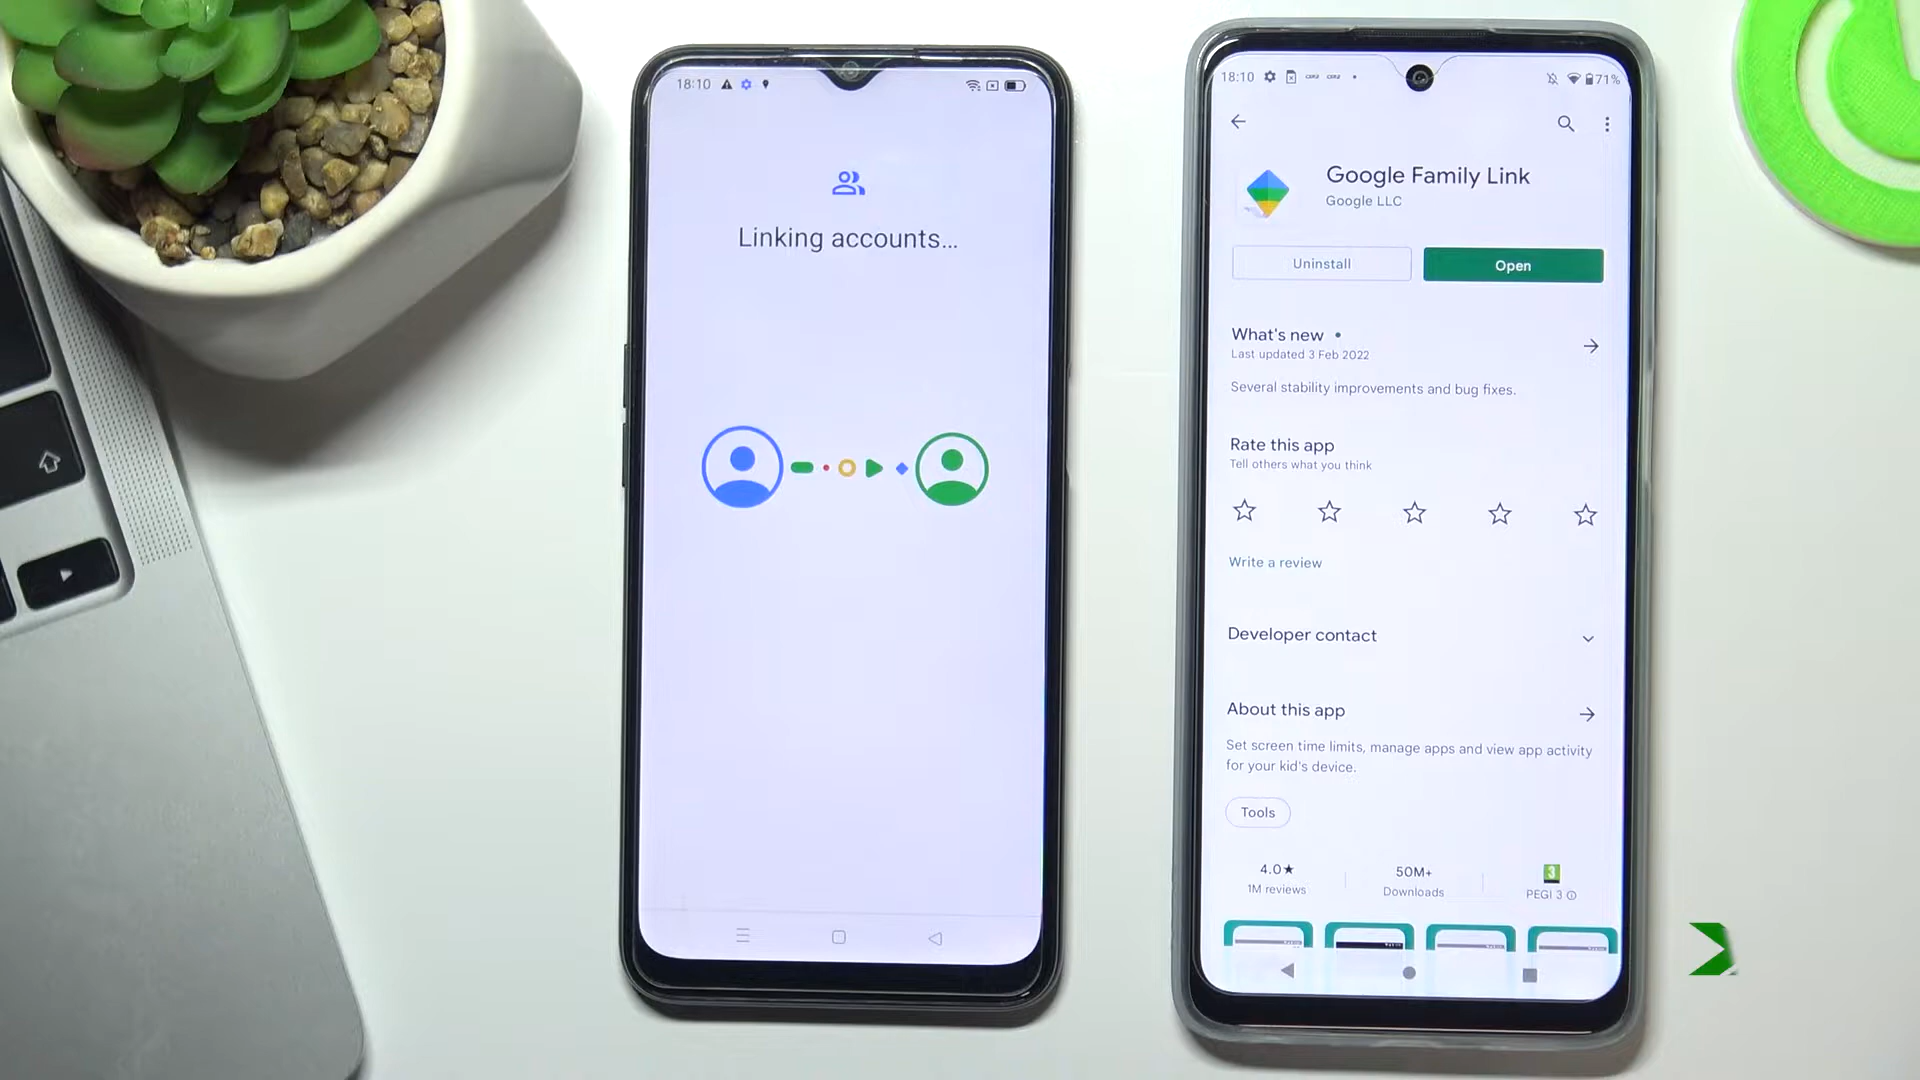 18:10
Linking accounts...
18:10
71%
Google Family Link
Google LLC
Uninstall
Open
What's new •
Last updated 3 Feb 2022
Several stability improvements and bug fixes.
Rate this app
Tell others what you think
Write a review
Developer contact
About this app
Set screen time limits, manage apps and view app activity
for your kid's device.
Tools
4.0★
1M reviews
50M+
Downloads
3
PEGI 3